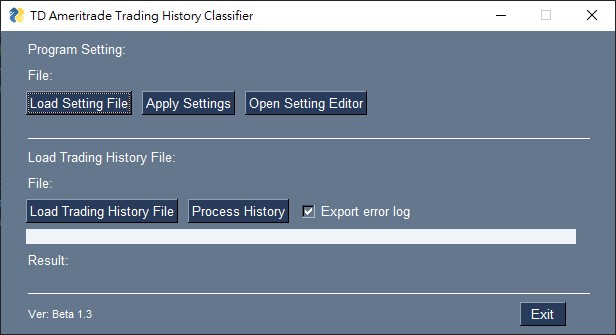 TD Ameritrade Trading History Classifier
Program Setting:
File:
Load Setting File Apply Settings Open Setting Editor
Load Trading History File:
File:
Load Trading History File Process History Export error log
Result:
Ver: Beta 1.3 Exit